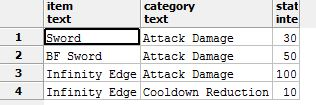 item category stat
text text inte
1 Sword Attack Damage 30
2 BF Sword Attack Damage 50
3 Infinity Edge Attack Damage 100
4 Infinity Edge Cooldown Reduction 10